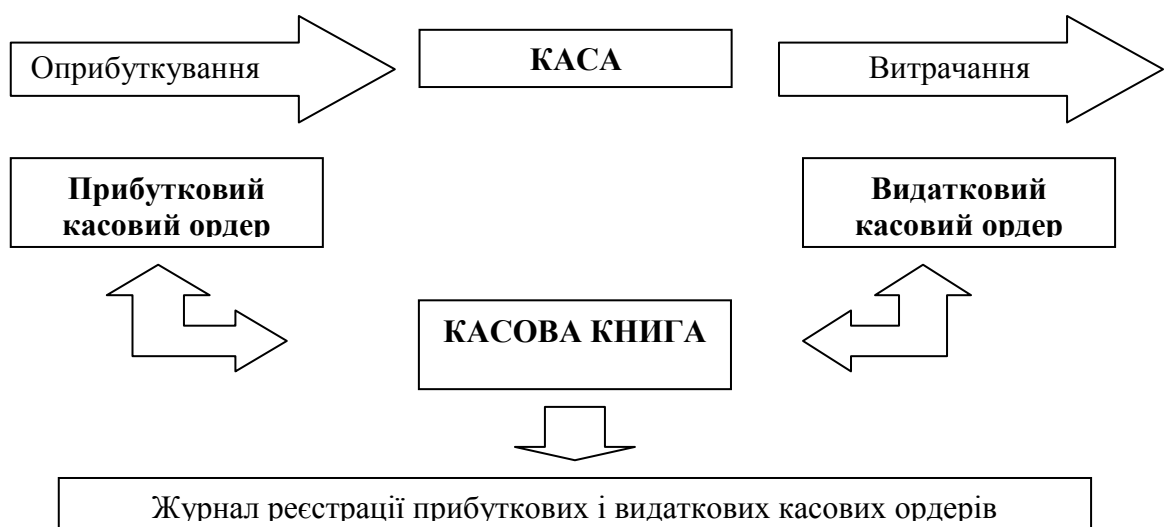 Оприбуткування
КАСА
Витрачання
Прибутковий
касовий ордер
Видатковий
касовий ордер
КАСОВА КНИГА
Журнал реєстрації прибуткових і видаткових касових ордерів